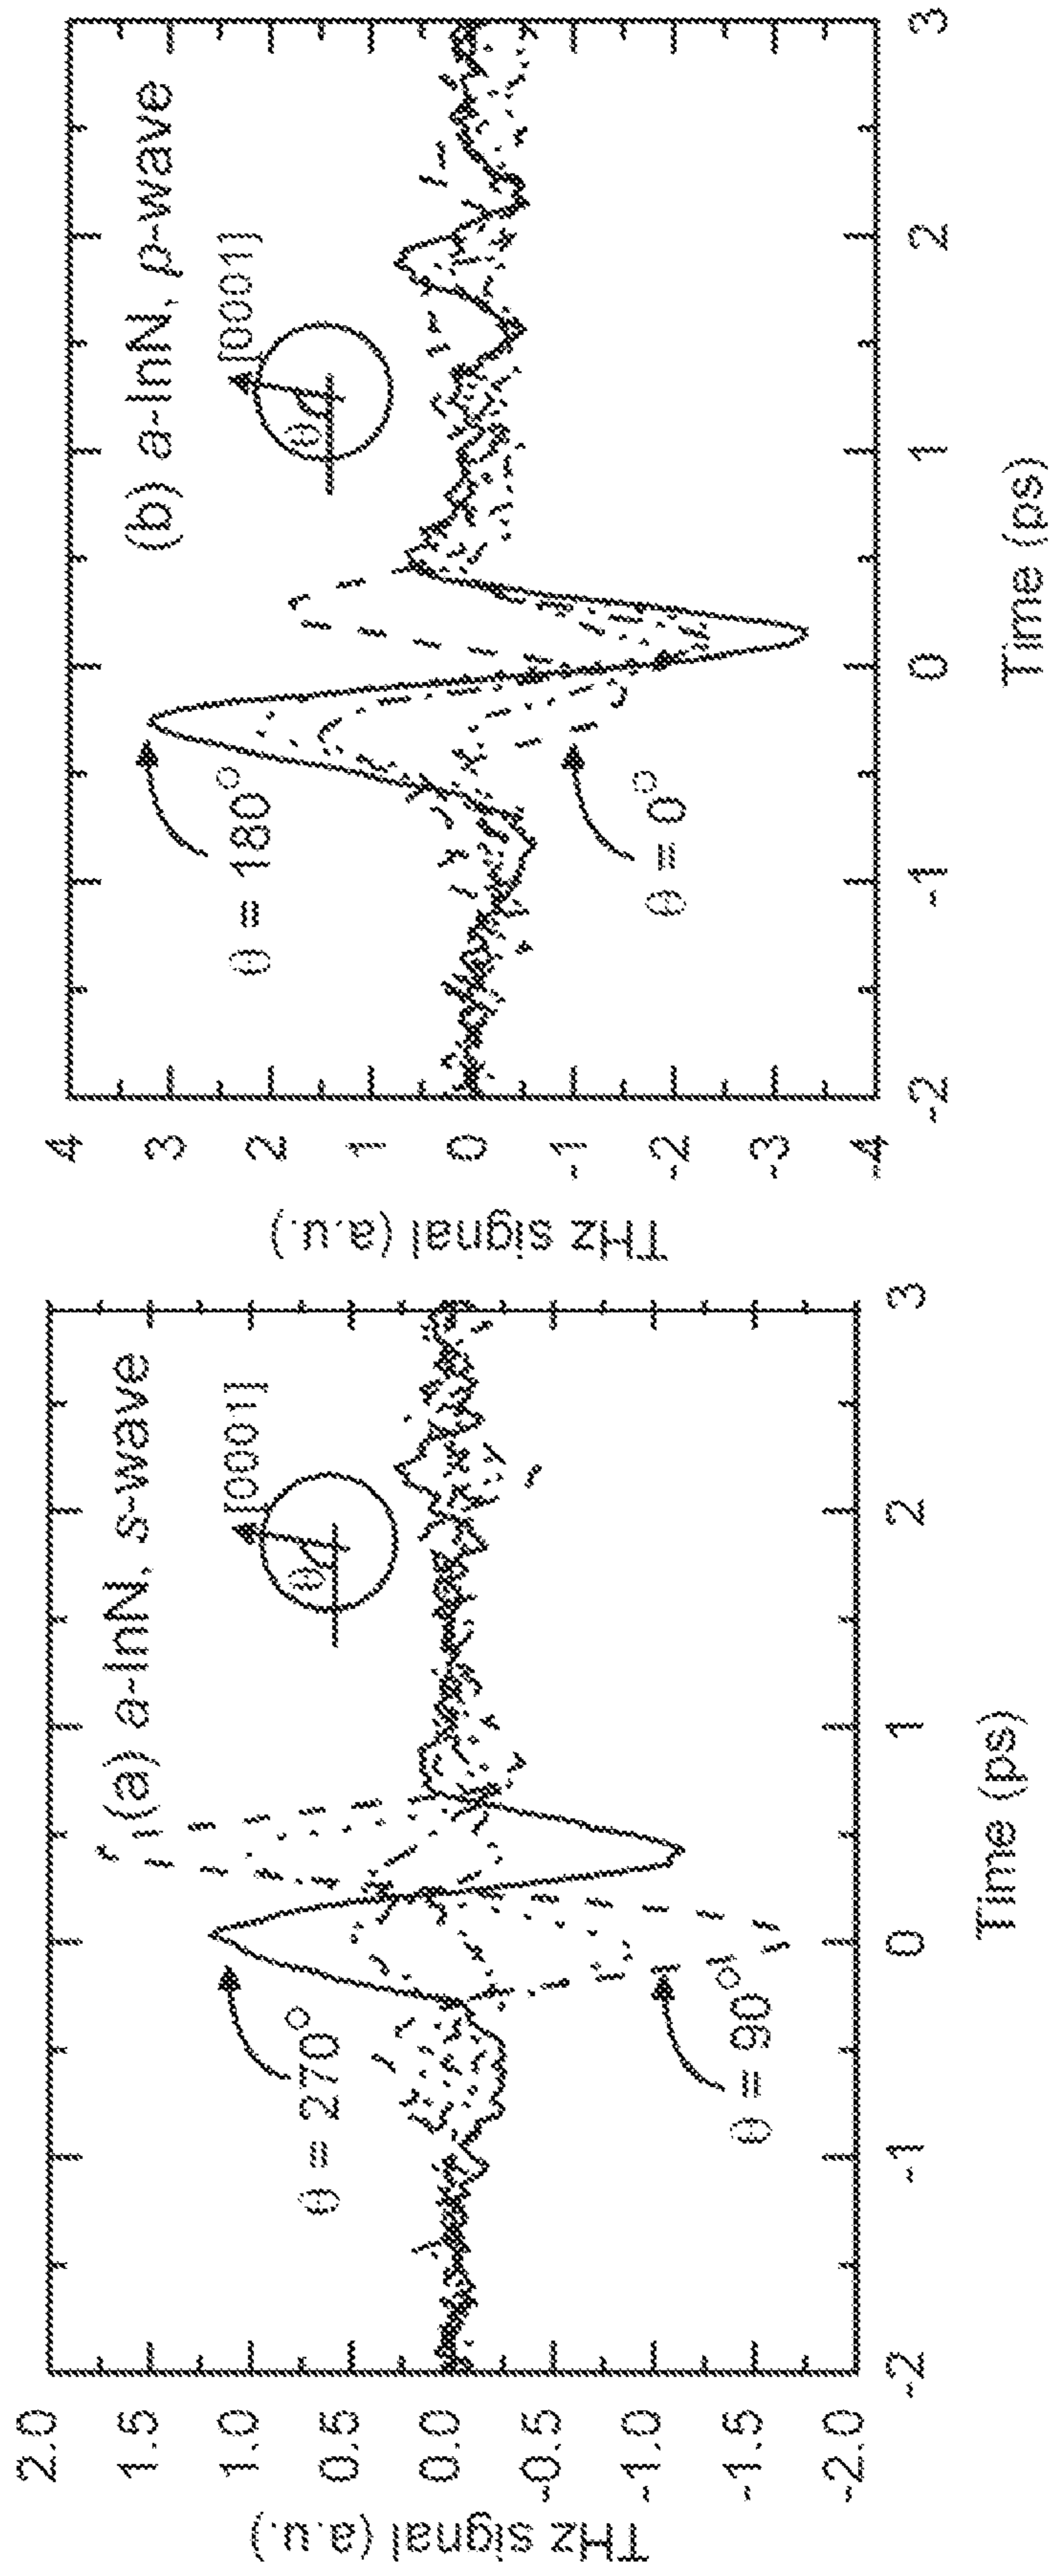 (a) a-InN, s-wave
[0001]
θ
θ = 270°
θ = 90°
2.0
1.5
1.0
0.5
0.0
-0.5
-1.0
-1.5
-2.0
THz signal (a.u.)
-2
-1
0
1
2
3
Time (ps)
(b) a-InN, p-wave
[0001]
θ
θ = 180°
θ = 0°
4
3
2
1
0
-1
-2
-3
-4
THz signal (a.u.)
-2
-1
0
1
2
3
Time (ps)